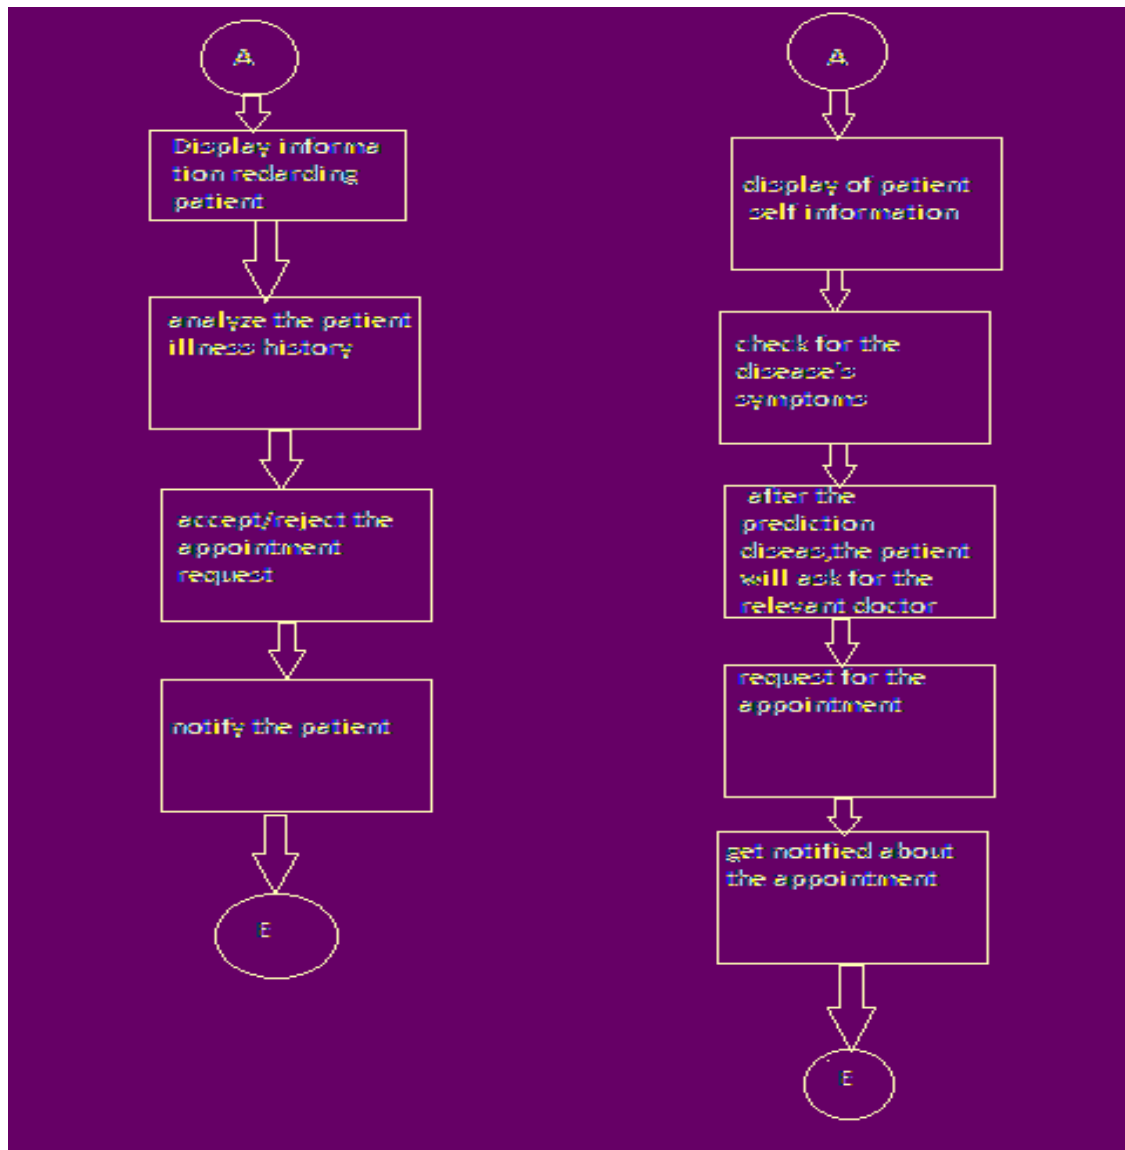 A
Display informa
tion redarding
patient
analyze the patient
illness history
accept/reject the
appointment
request
notify the patient
E
A
display of patient
self information
check for the
disease's
symptoms
after the
prediction
diseas,the patient
will ask for the
relevant doctor
request for the
appointment
get notified about
the appointment
E